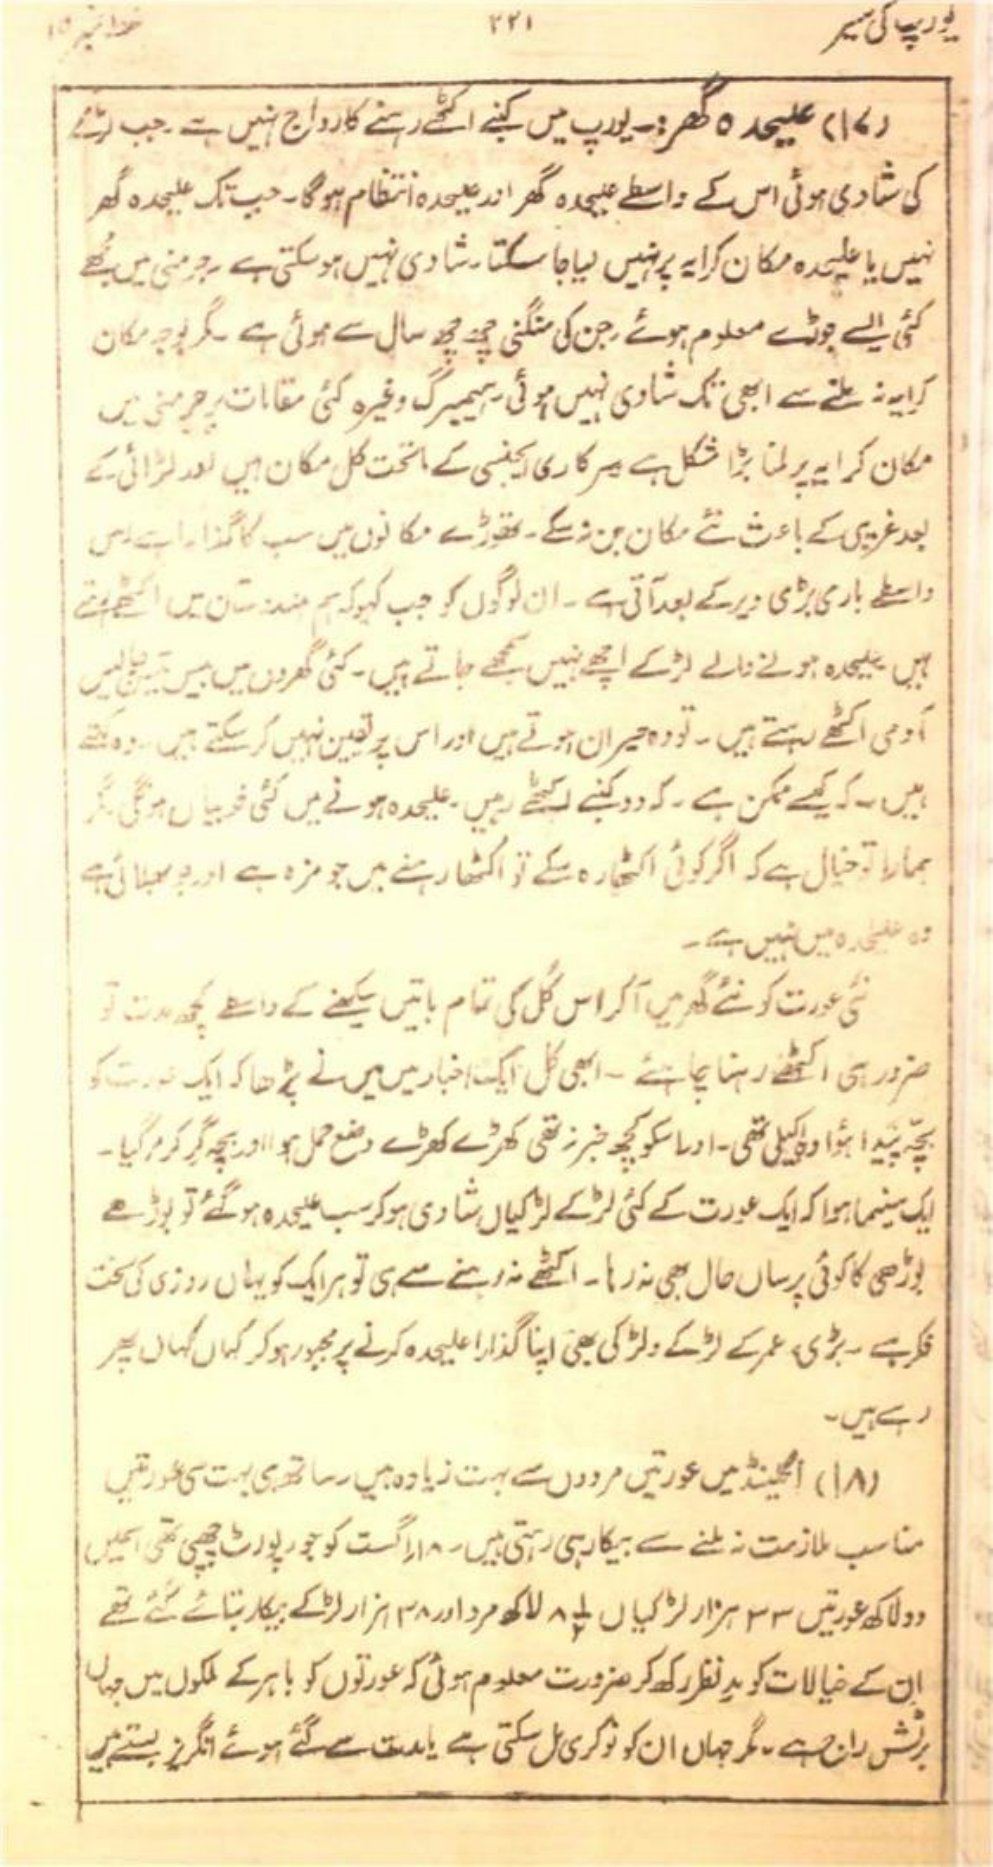 یورپ کی سیر ۲۲۱ خط نمبر ۱۵
(۱۷) علیحدہ گھر:۔ یورپ میں کنبے اکٹھے رہنے کا رواج نہیں ہے۔ جب لڑکے
کی شادی ہوئی اس کے واسطے علیحدہ گھر اور علیحدہ انتظام ہوگا۔ جب تک علیحدہ گھر
نہیں یا علیحدہ مکان کرایہ پر نہیں لیا جا سکتا۔ شادی نہیں ہو سکتی ہے۔ جرمنی میں مجھے
کئی ایسے جوڑے معلوم ہوئے جن کی منگنی چھ چھ سال سے ہوئی ہے۔ مگر بوجہ مکان
کرایہ نہ ملنے سے ابھی تک شادی نہیں ہوئی۔ ہیمبرگ وغیرہ کئی مقامات پر جرمنی میں
مکان کرایہ پر ملنا بڑا مشکل ہے سرکاری ایجنسی کے ماتحت کل مکان ہیں اور لڑائی کے
بعد غریبی کے باعث نئے مکان بن نہ سکے۔ تھوڑے مکانوں میں سب کا گذارا ہے اس
واسطے باری بڑی دیر کے بعد آتی ہے۔ ان لوگوں کو جب کہو کہ ہم ہندوستان میں اکٹھے رہتے
ہیں علیحدہ ہونے والے لڑکے اچھے نہیں سمجھے جاتے ہیں۔ کئی گھروں میں بیس تیس چالیس
آدمی اکٹھے رہتے ہیں۔ تو وہ حیران ہوتے ہیں اور اس پر یقین نہیں کر سکتے ہیں۔ وہ کہتے
ہیں۔ کہ کیسے ممکن ہے۔ کہ دو کنبے اکٹھے رہیں۔ علیحدہ ہونے میں کئی خوبیاں ہونگی مگر
ہمارا تو خیال ہے کہ اگر کوئی اکٹھا رہ سکے تو اکٹھا رہنے میں جو مزہ ہے اور جو بھلائی ہے
وہ علیحدہ میں نہیں ہے۔
نئی عورت کو نئے گھر میں آکر اس کُل کی تمام باتیں سیکھنے کے واسطے کچھ مدت تو
ضرور ہی اکٹھے رہنا چاہئے۔ ابھی کل ایک اخبار میں میں نے پڑھا کہ ایک عورت کو
بچہ پیدا ہؤا وہ اکیلی تھی۔ اور اسکو کچھ خبر نہ تھی کھڑے کھڑے وضع حمل ہوا اور بچہ گر کر مر گیا۔
ایک سینما ہوا کہ ایک عورت کے کئی لڑکے لڑکیاں شادی ہو کر سب علیحدہ ہو گئے تو بوڑھے
بوڑھی کا کوئی پرساں حال بھی نہ رہا۔ اکٹھے نہ رہنے سے ہی تو ہر ایک کو یہاں روزی کی سخت
فکر ہے۔ بڑی عمر کے لڑکے و لڑکی بھی اپنا گذارا علیحدہ کرنے پر مجبور ہو کر کہاں کہاں پھر
رہے ہیں۔
(۱۸) انگلینڈ میں عورتیں مردوں سے بہت زیادہ ہیں۔ ساتھ ہی بہت سی عورتیں
مناسب ملازمت نہ ملنے سے بیکار ہی رہتی ہیں۔ ۱۸ اگست کو جو رپورٹ چھپی تھی اسمیں
دو لاکھ عورتیں ۳۳ ہزار لڑکیاں ۸ ۱/۲ لاکھ مرد اور ۳۸ ہزار لڑکے بیکار بتائے گئے تھے
ان کے خیالات کو مدِ نظر رکھ کر ضرورت معلوم ہوئی کہ عورتوں کو باہر کے ملکوں میں جہاں
برٹش راج ہے۔ مگر جہاں ان کو نوکری مل سکتی ہے یا مدت سے گئے ہوئے انگریز بستے ہیں